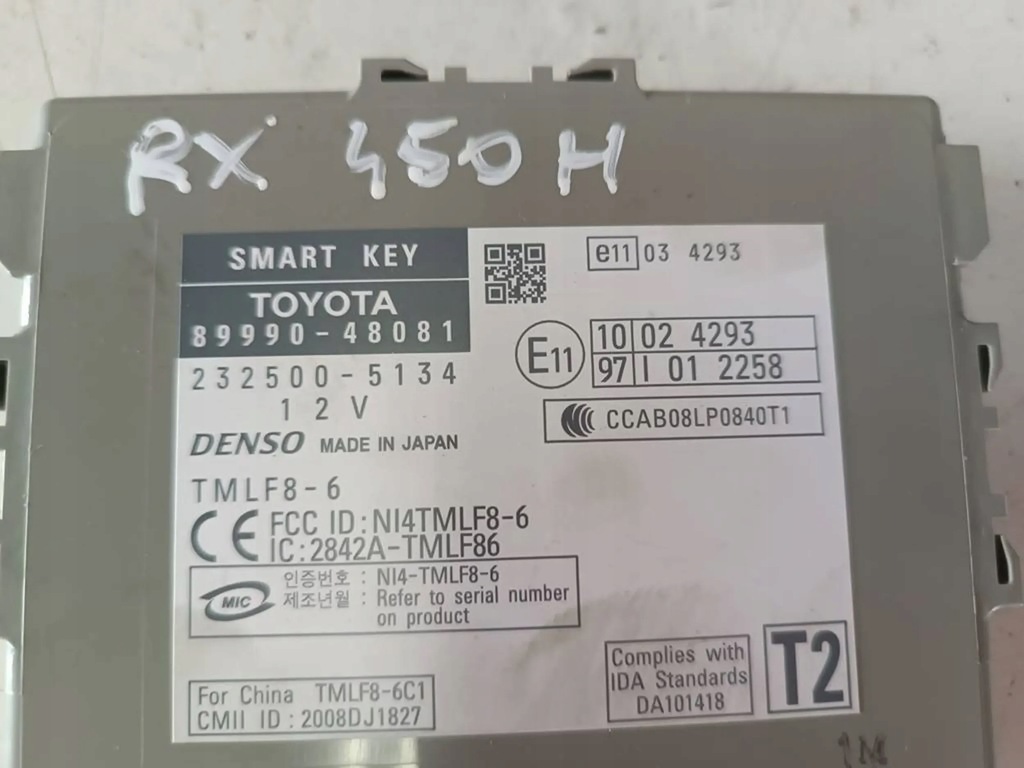 RX 450H
SMART KEY
TOYOTA
89990-48081
232500-5134
12V
DENSO MADE IN JAPAN
e11 03 4293
E11
10 02 4293
97 I 01 2258
CCAB08LP0840T1
TMLF8-6
CE FCC ID:NI4TMLF8-6
IC:2842A-TMLF86
MIC
인증번호 : NI4-TMLF8-6
제조년월 : Refer to serial number
on product
For China TMLF8-6C1
CMII ID : 2008DJ1827
Complies with
IDA Standards
DA101418
T2
1M